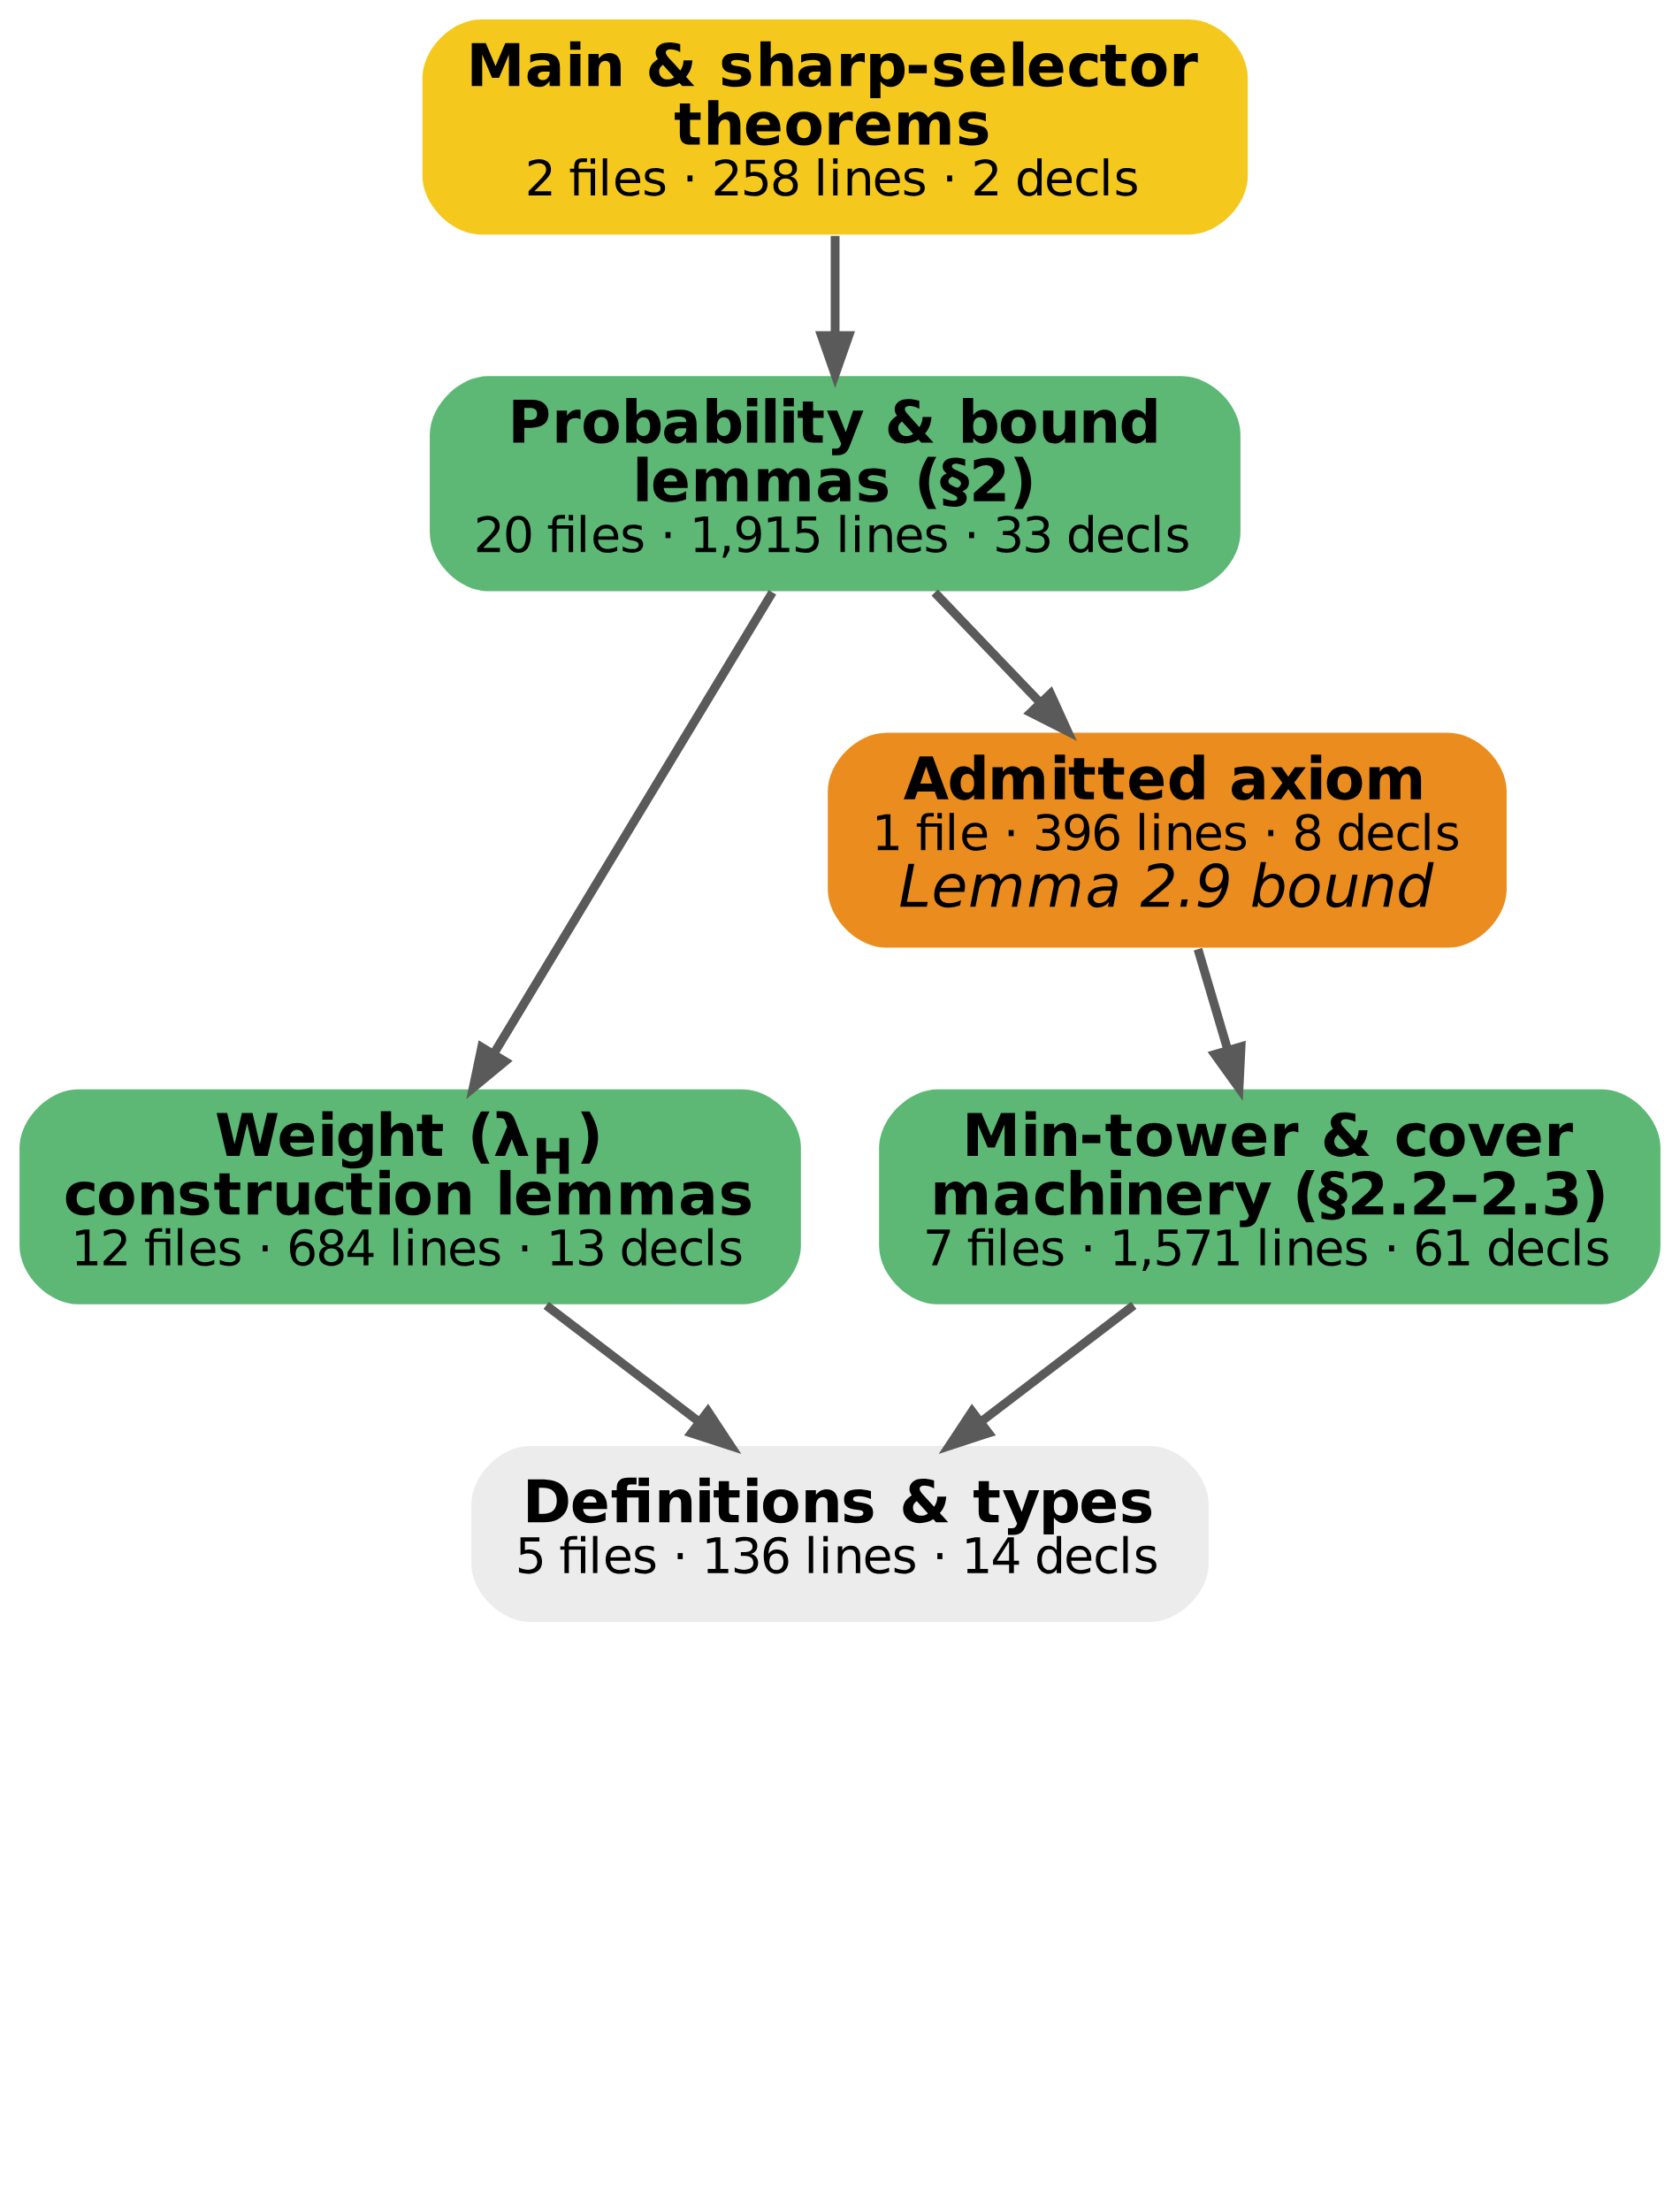 Main & sharp-selector
theorems
2 files · 258 lines · 2 decls
Probability & bound
lemmas (§2)
20 files · 1,915 lines · 33 decls
Admitted axiom
1 file · 396 lines · 8 decls
Lemma 2.9 bound
Weight (λH)
construction lemmas
12 files · 684 lines · 13 decls
Min-tower & cover
machinery (§2.2–2.3)
7 files · 1,571 lines · 61 decls
Definitions & types
5 files · 136 lines · 14 decls